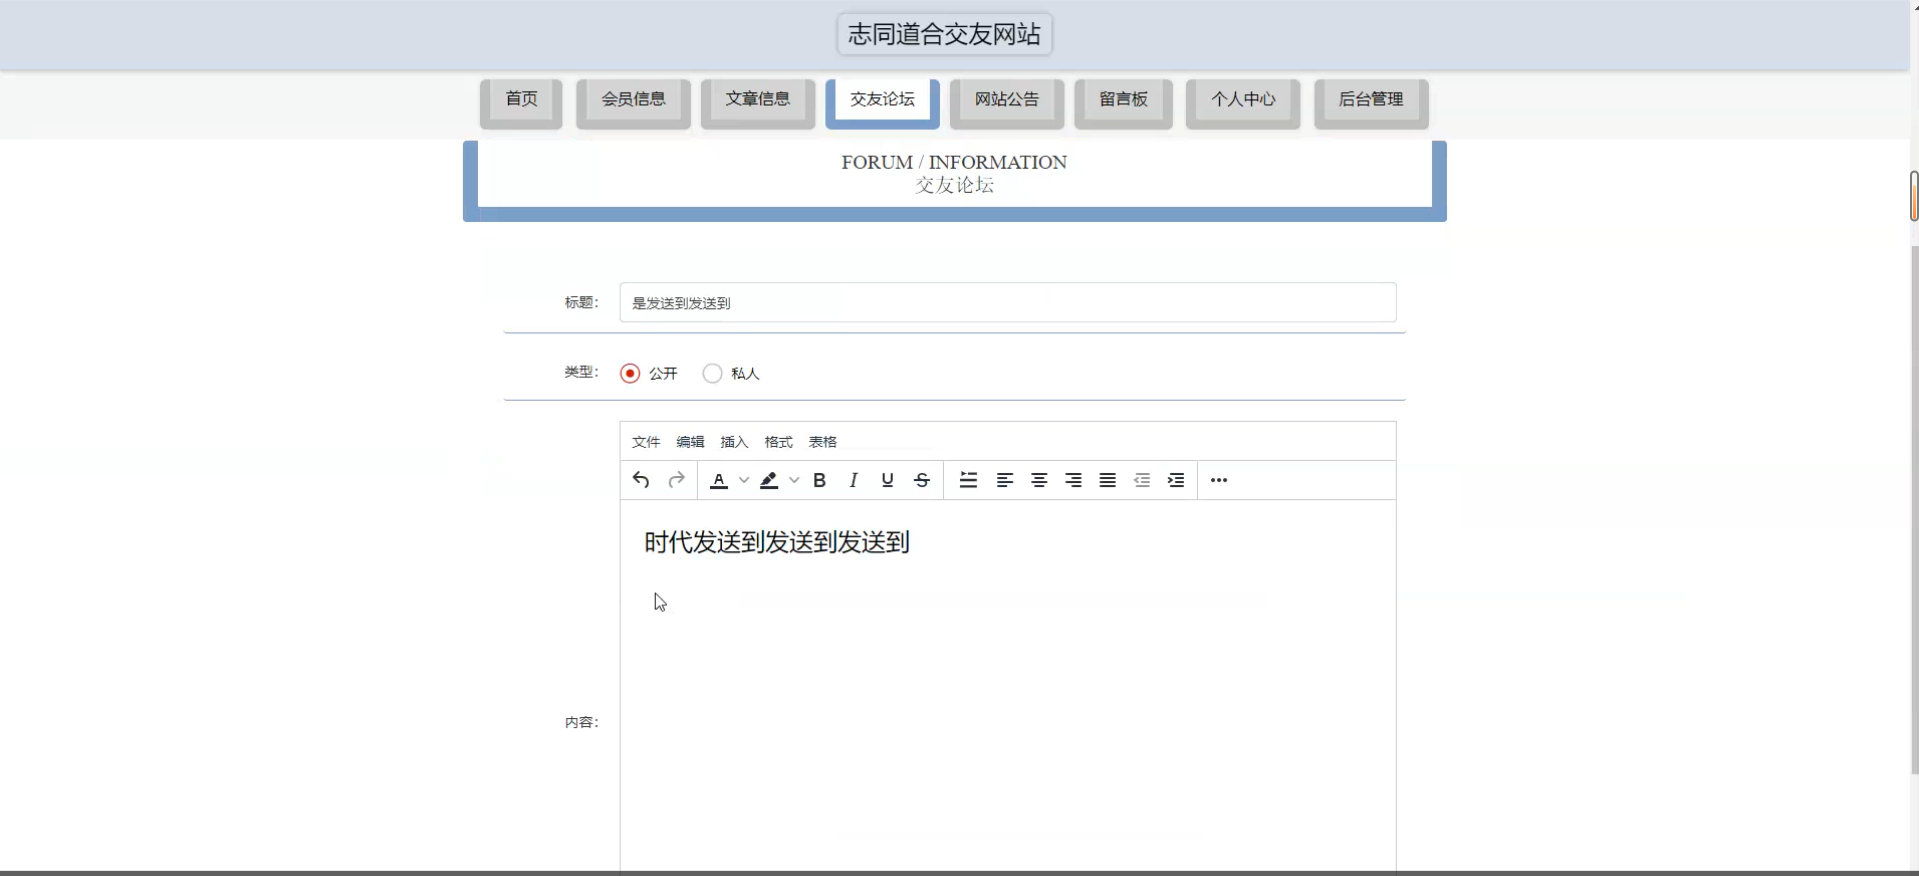 志同道合交友网站
首页 会员信息 文章信息 交友论坛 网站公告 留言板 个人中心 后台管理
FORUM / INFORMATION
交友论坛
标题: 是发送到发送到
类型: 公开 私人
文件 编辑 插入 格式 表格
时代发送到发送到发送到
内容: